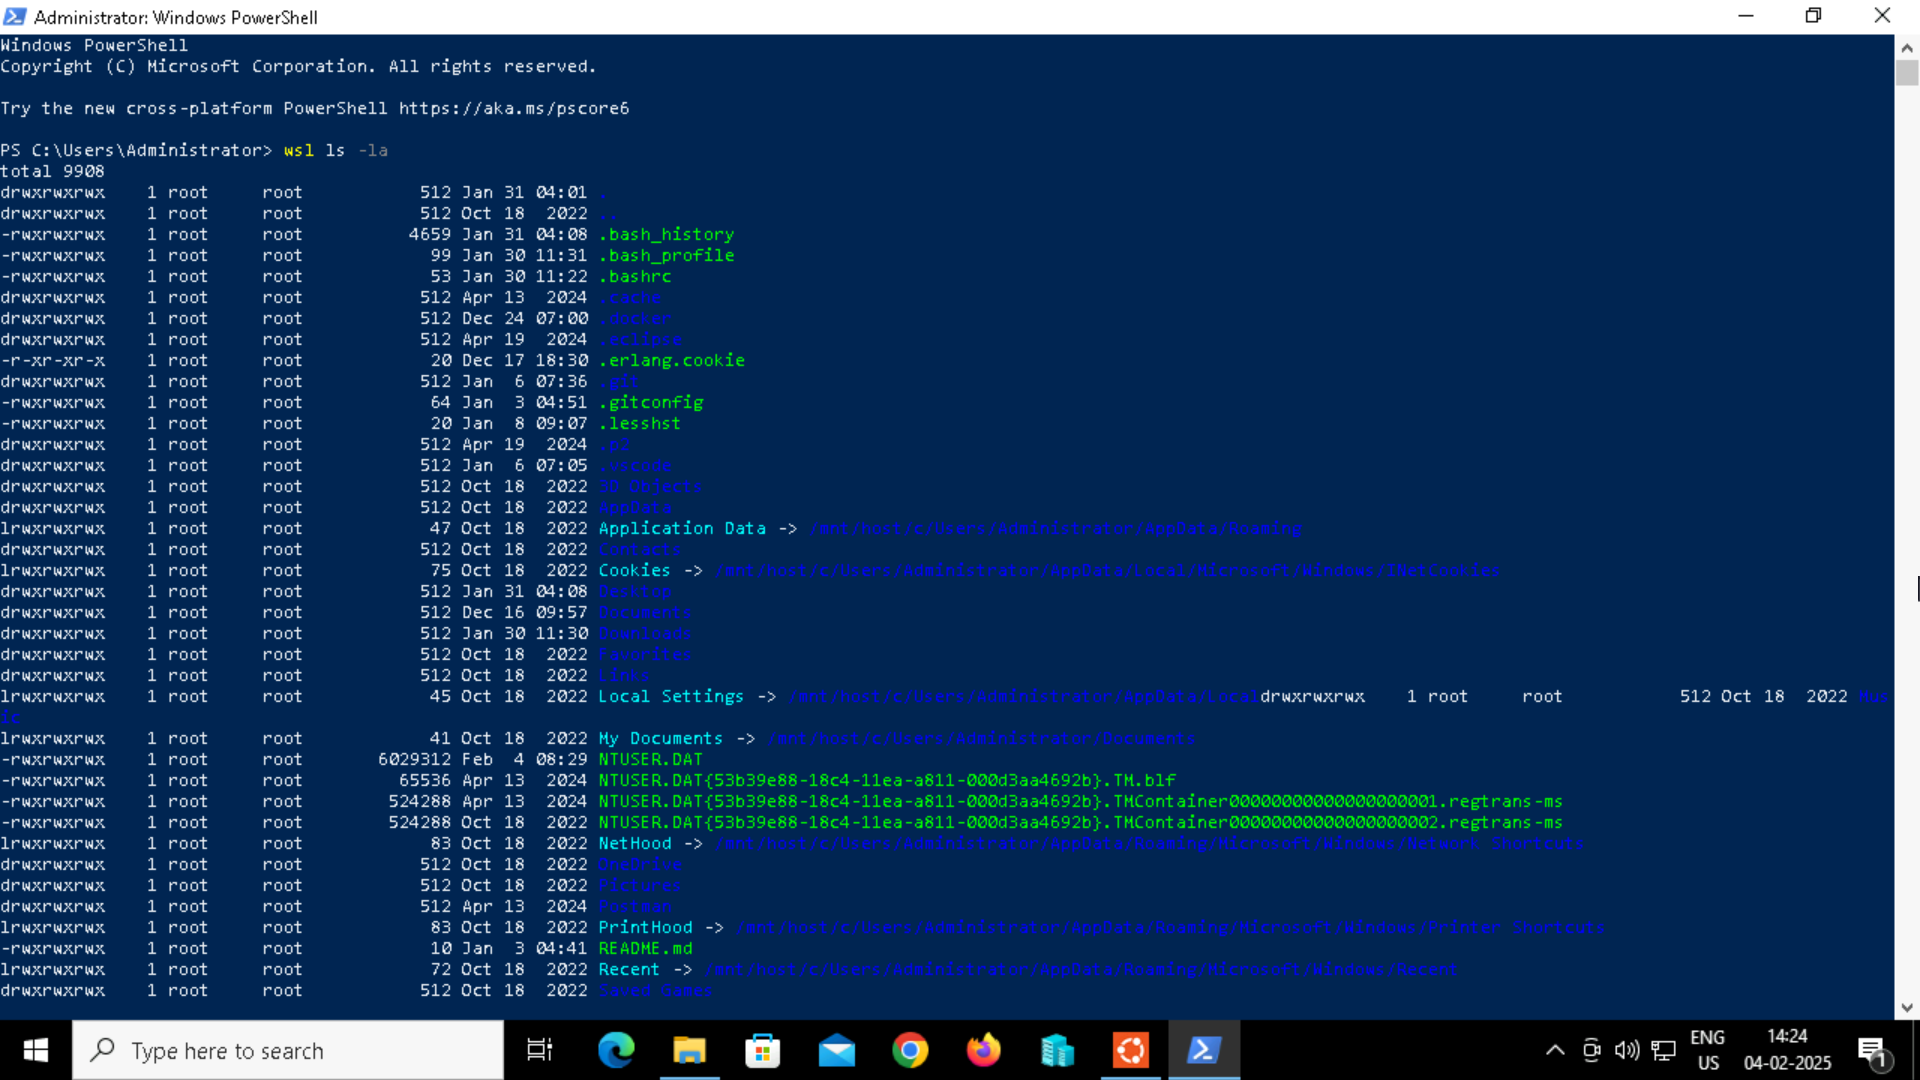 Administrator: Windows PowerShell
Windows PowerShell
Copyright (C) Microsoft Corporation. All rights reserved.
Try the new cross-platform PowerShell https://aka.ms/pscore6
PS C:\Users\Administrator> wsl ls -la
total 9908
drwxrwxrwx 1 root root 512 Jan 31 04:01 .
drwxrwxrwx 1 root root 512 Oct 18 2022 ..
-rwxrwxrwx 1 root root 4659 Jan 31 04:08 .bash_history
-rwxrwxrwx 1 root root 99 Jan 30 11:31 .bash_profile
-rwxrwxrwx 1 root root 53 Jan 30 11:22 .bashrc
drwxrwxrwx 1 root root 512 Apr 13 2024 .cache
drwxrwxrwx 1 root root 512 Dec 24 07:00 .docker
drwxrwxrwx 1 root root 512 Apr 19 2024 .eclipse
-r-xr-xr-x 1 root root 20 Dec 17 18:30 .erlang.cookie
drwxrwxrwx 1 root root 512 Jan 6 07:36 .git
-rwxrwxrwx 1 root root 64 Jan 3 04:51 .gitconfig
-rwxrwxrwx 1 root root 20 Jan 8 09:07 .lesshst
drwxrwxrwx 1 root root 512 Apr 19 2024 .p2
drwxrwxrwx 1 root root 512 Jan 6 07:05 .vscode
drwxrwxrwx 1 root root 512 Oct 18 2022 3D Objects
drwxrwxrwx 1 root root 512 Oct 18 2022 AppData
lrwxrwxrwx 1 root root 47 Oct 18 2022 Application Data -> /mnt/host/c/Users/Administrator/AppData/Roaming
drwxrwxrwx 1 root root 512 Oct 18 2022 Contacts
lrwxrwxrwx 1 root root 75 Oct 18 2022 Cookies -> /mnt/host/c/Users/Administrator/AppData/Local/Microsoft/Windows/INetCookies
drwxrwxrwx 1 root root 512 Jan 31 04:08 Desktop
drwxrwxrwx 1 root root 512 Dec 16 09:57 Documents
drwxrwxrwx 1 root root 512 Jan 30 11:30 Downloads
drwxrwxrwx 1 root root 512 Oct 18 2022 Favorites
drwxrwxrwx 1 root root 512 Oct 18 2022 Links
lrwxrwxrwx 1 root root 45 Oct 18 2022 Local Settings -> /mnt/host/c/Users/Administrator/AppData/Localdrwxrwxrwx 1 root root 512 Oct 18 2022 Mus
ic
lrwxrwxrwx 1 root root 41 Oct 18 2022 My Documents -> /mnt/host/c/Users/Administrator/Documents
-rwxrwxrwx 1 root root 6029312 Feb 4 08:29 NTUSER.DAT
-rwxrwxrwx 1 root root 65536 Apr 13 2024 NTUSER.DAT{53b39e88-18c4-11ea-a811-000d3aa4692b}.TM.blf
-rwxrwxrwx 1 root root 524288 Apr 13 2024 NTUSER.DAT{53b39e88-18c4-11ea-a811-000d3aa4692b}.TMContainer00000000000000000001.regtrans-ms
-rwxrwxrwx 1 root root 524288 Oct 18 2022 NTUSER.DAT{53b39e88-18c4-11ea-a811-000d3aa4692b}.TMContainer00000000000000000002.regtrans-ms
lrwxrwxrwx 1 root root 83 Oct 18 2022 NetHood -> /mnt/host/c/Users/Administrator/AppData/Roaming/Microsoft/Windows/Network Shortcuts
drwxrwxrwx 1 root root 512 Oct 18 2022 OneDrive
drwxrwxrwx 1 root root 512 Oct 18 2022 Pictures
drwxrwxrwx 1 root root 512 Apr 13 2024 Postman
lrwxrwxrwx 1 root root 83 Oct 18 2022 PrintHood -> /mnt/host/c/Users/Administrator/AppData/Roaming/Microsoft/Windows/Printer Shortcuts
-rwxrwxrwx 1 root root 10 Jan 3 04:41 README.md
lrwxrwxrwx 1 root root 72 Oct 18 2022 Recent -> /mnt/host/c/Users/Administrator/AppData/Roaming/Microsoft/Windows/Recent
drwxrwxrwx 1 root root 512 Oct 18 2022 Saved Games
Type here to search
ENG
US
14:24
04-02-2025
1